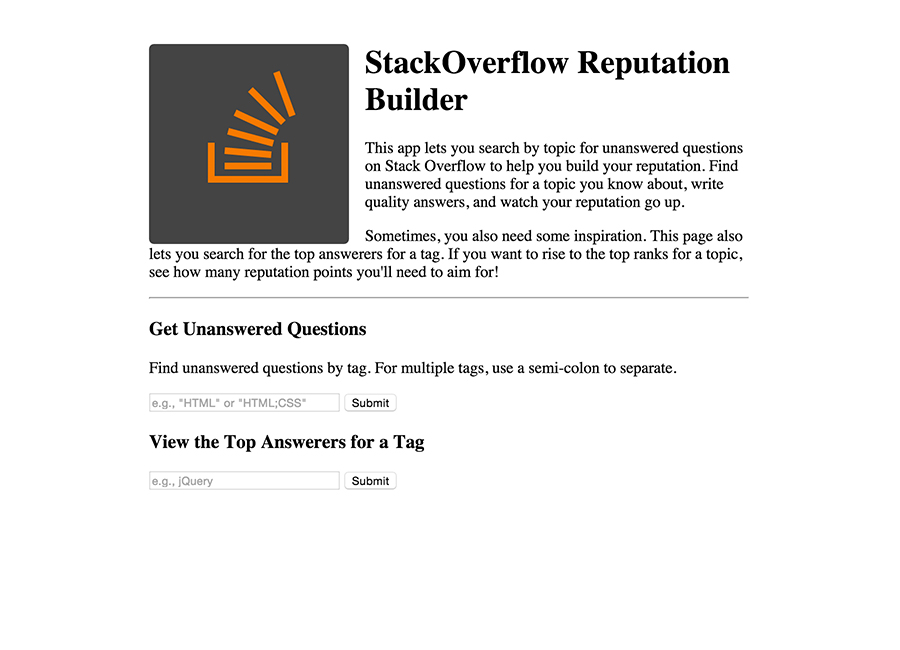 StackOverflow Reputation
Builder
This app lets you search by topic for unanswered questions
on Stack Overflow to help you build your reputation. Find
unanswered questions for a topic you know about, write
quality answers, and watch your reputation go up.
Sometimes, you also need some inspiration. This page also
lets you search for the top answerers for a tag. If you want to rise to the top ranks for a topic,
see how many reputation points you'll need to aim for!
Get Unanswered Questions
Find unanswered questions by tag. For multiple tags, use a semi-colon to separate.
e.g., "HTML" or "HTML;CSS" Submit
View the Top Answerers for a Tag
e.g., jQuery Submit